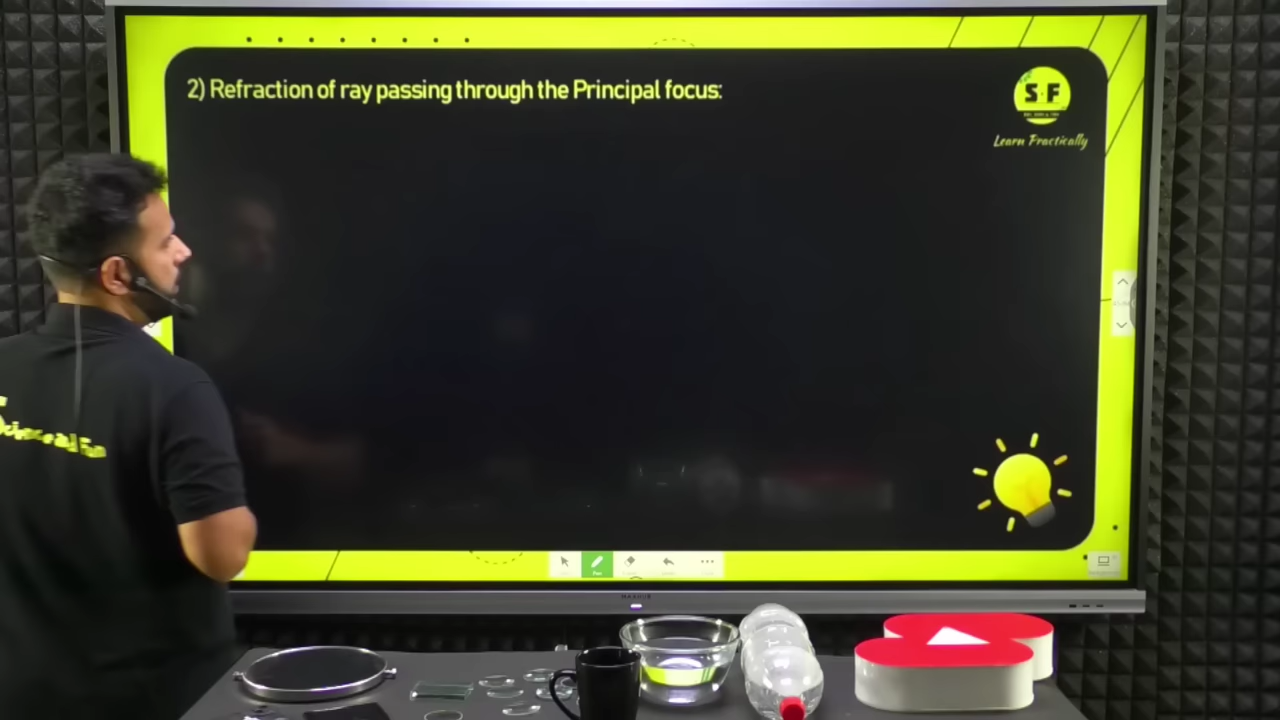 2) Refraction of ray passing through the Principal focus:
S F
Learn Practically